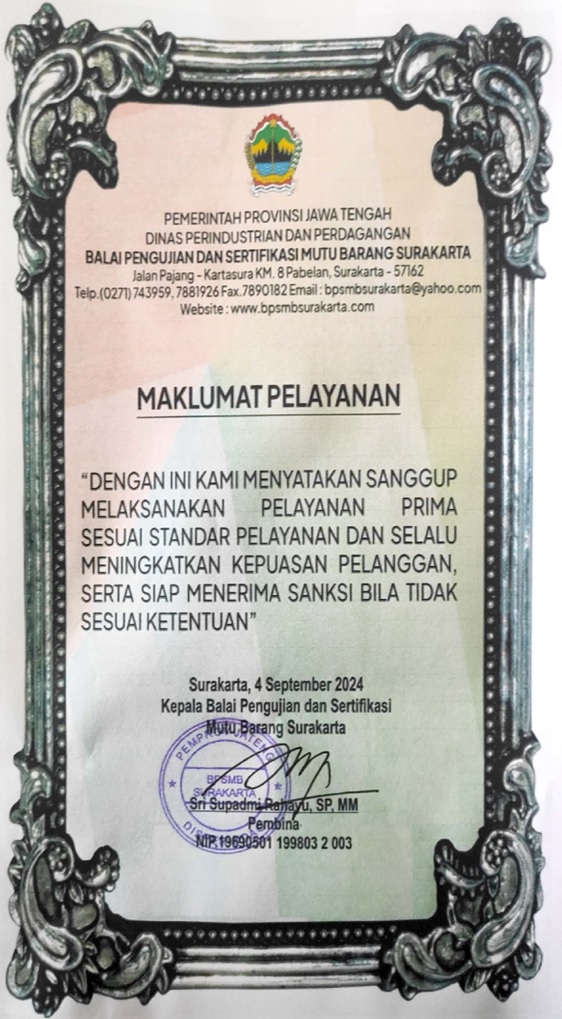 PEMERINTAH PROVINSI JAWA TENGAH
DINAS PERINDUSTRIAN DAN PERDAGANGAN
BALAI PENGUJIAN DAN SERTIFIKASI MUTU BARANG SURAKARTA
Jalan Pajang - Kartasura KM. 8 Pabelan, Surakarta - 57162
Telp.(0271) 743959, 7881926 Fax.7890182 Email : bpsmbsurakarta@yahoo.com
Website : www.bpsmbsurakarta.com
MAKLUMAT PELAYANAN
“DENGAN INI KAMI MENYATAKAN SANGGUP
MELAKSANAKAN PELAYANAN PRIMA
SESUAI STANDAR PELAYANAN DAN SELALU
MENINGKATKAN KEPUASAN PELANGGAN,
SERTA SIAP MENERIMA SANKSI BILA TIDAK
SESUAI KETENTUAN”
Surakarta, 4 September 2024
Kepala Balai Pengujian dan Sertifikasi
Mutu Barang Surakarta
PEMPROV JATENG
BPSMB
SURAKARTA
Sri Supadmi Rahayu, SP, MM
Pembina
NIP.19690501 199803 2 003